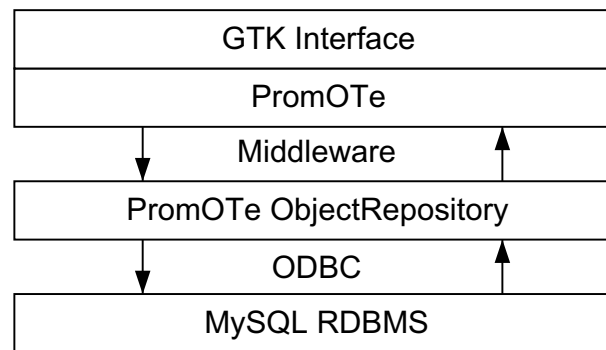 GTK Interface
PromOTe
Middleware
PromOTe ObjectRepository
ODBC
MySQL RDBMS